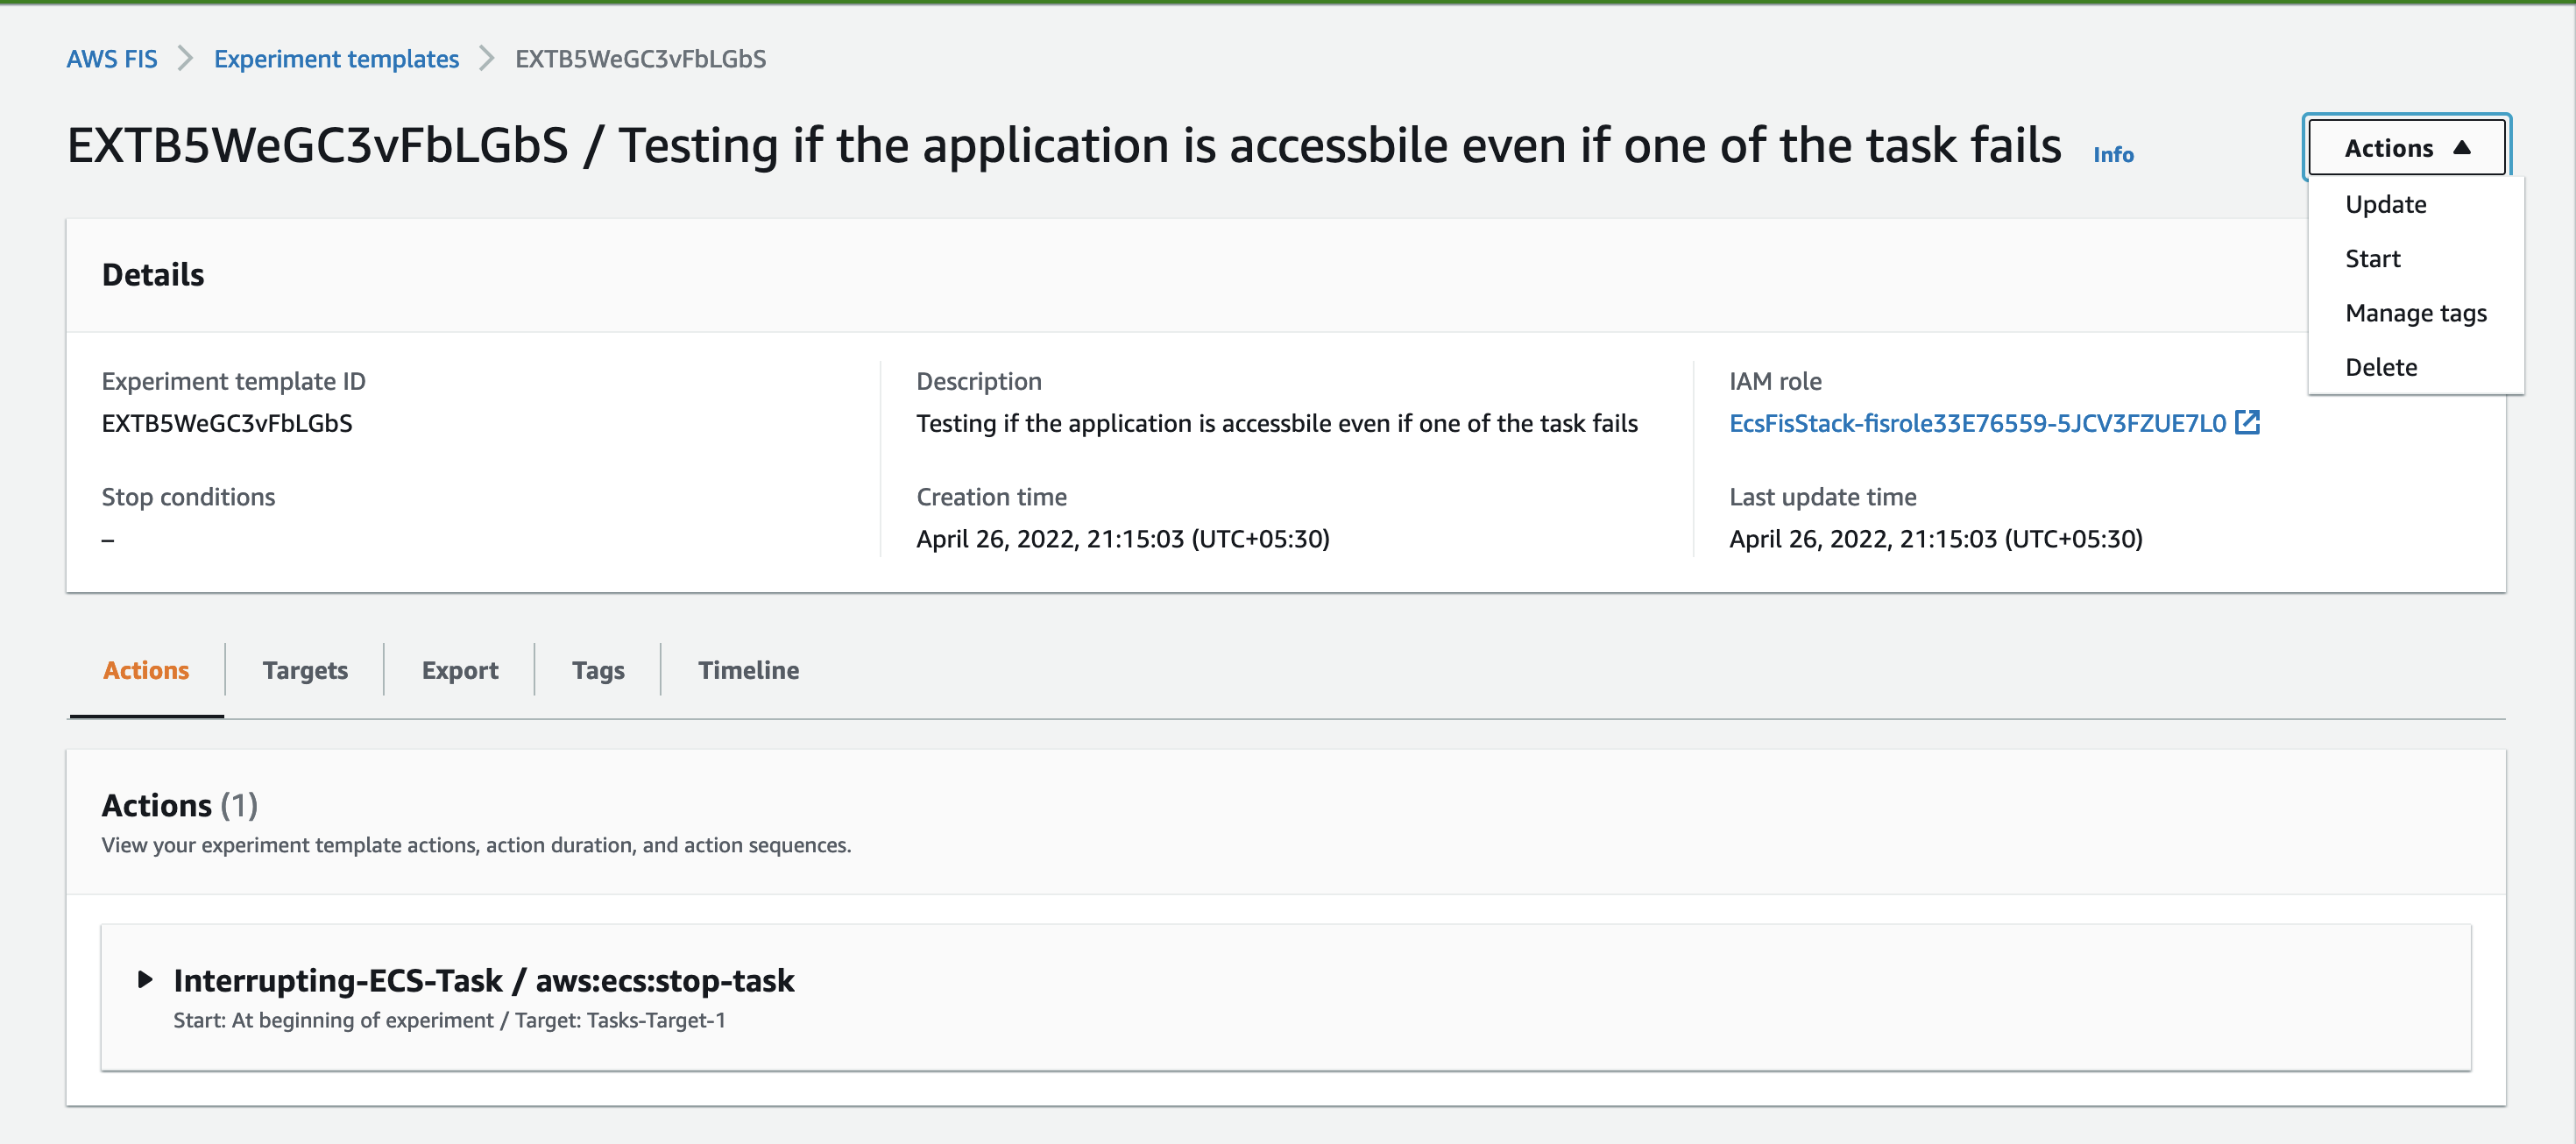 AWS FIS > Experiment templates > EXTB5WeGC3vFbLGbS
EXTB5WeGC3vFbLGbS / Testing if the application is accessbile even if one of the task fails Info
Actions
Update
Start
Manage tags
Delete
Details
Experiment template ID
EXTB5WeGC3vFbLGbS
Stop conditions
–
Description
Testing if the application is accessbile even if one of the task fails
Creation time
April 26, 2022, 21:15:03 (UTC+05:30)
IAM role
EcsFisStack-fisrole33E76559-5JCV3FZUE7L0
Last update time
April 26, 2022, 21:15:03 (UTC+05:30)
Actions Targets Export Tags Timeline
Actions (1)
View your experiment template actions, action duration, and action sequences.
Interrupting-ECS-Task / aws:ecs:stop-task
Start: At beginning of experiment / Target: Tasks-Target-1